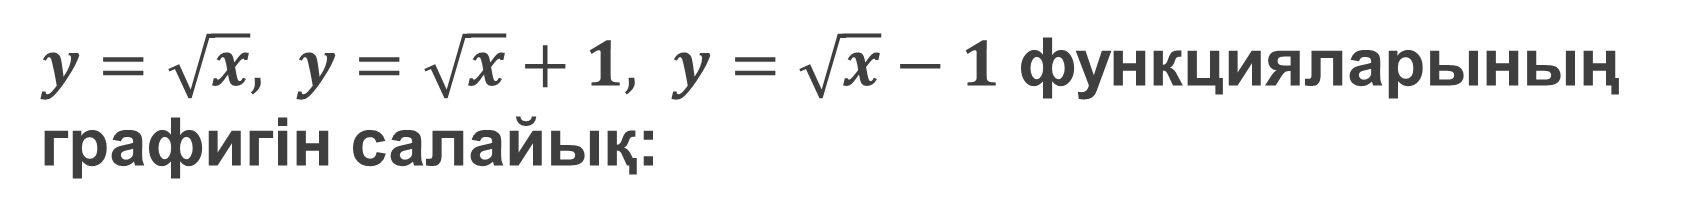 y = √x, y = √x + 1, y = √x − 1 функцияларының
графигін салайық: